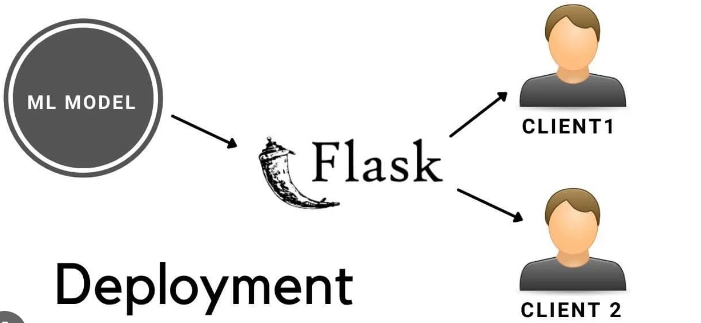 ML MODEL
Flask
CLIENT1
CLIENT 2
Deployment